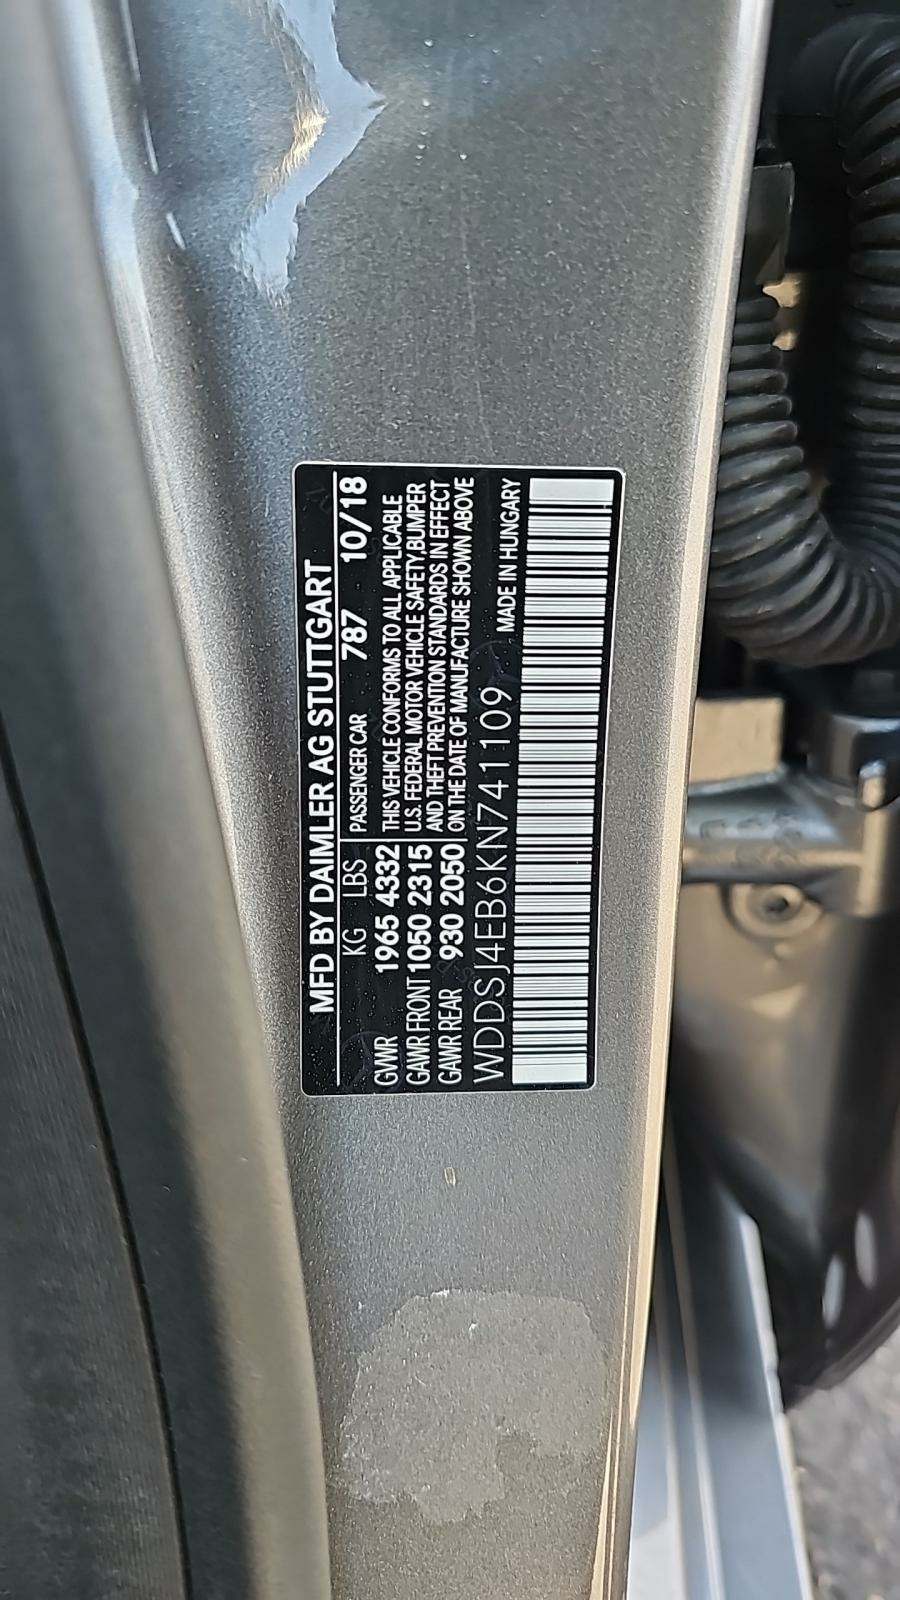 MFD BY DAIMLER AG STUTTGART
KG LBS PASSENGER CAR 787 10/18
GVWR 1965 4332 THIS VEHICLE CONFORMS TO ALL APPLICABLE
GAWR FRONT 1050 2315 U.S. FEDERAL MOTOR VEHICLE SAFETY,BUMPER
GAWR REAR 930 2050 AND THEFT PREVENTION STANDARDS IN EFFECT
ON THE DATE OF MANUFACTURE SHOWN ABOVE
WDDSJ4EB6KN741109 MADE IN HUNGARY